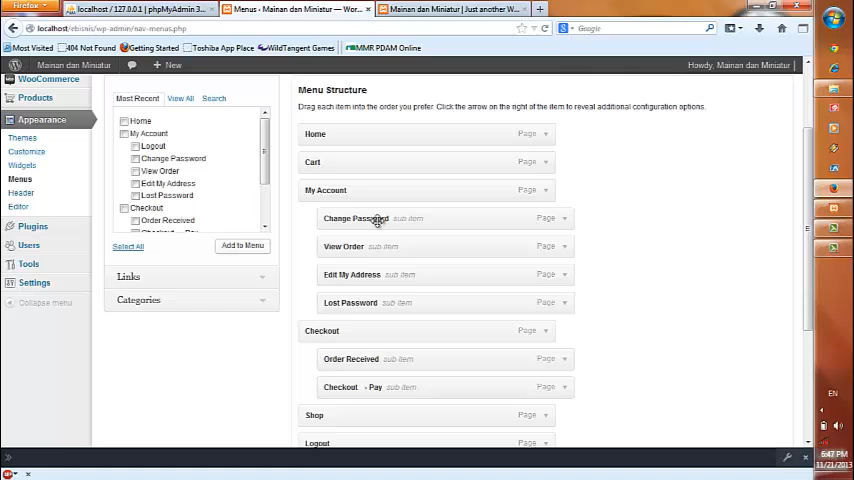 Firefox
localhost / 127.0.0.1 | phpMyAdmin 3....
Menus ‹ Mainan dan Miniatur — Wor...
Mainan dan Miniatur | Just another W...
localhost/ebisnis/wp-admin/nav-menus.php
Google
Most Visited
404 Not Found
Getting Started
Toshiba App Place
WildTangent Games
MMR PDAM Online
Mainan dan Miniatur
+ New
Howdy, Mainan dan Miniatur
WooCommerce
Products
Appearance
Themes
Customize
Widgets
Menus
Header
Editor
Plugins
Users
Tools
Settings
Collapse menu
Most Recent
View All
Search
Home
My Account
Logout
Change Password
View Order
Edit My Address
Lost Password
Checkout
Order Received
Select All
Add to Menu
Links
Categories
Menu Structure
Drag each item into the order you prefer. Click the arrow on the right of the item to reveal additional configuration options.
Home Page
Cart Page
My Account Page
Change Password sub item Page
View Order sub item Page
Edit My Address sub item Page
Lost Password sub item Page
Checkout Page
Order Received sub item Page
Checkout → Pay sub item Page
Shop Page
Logout Page
EN
6:47 PM
11/21/2013